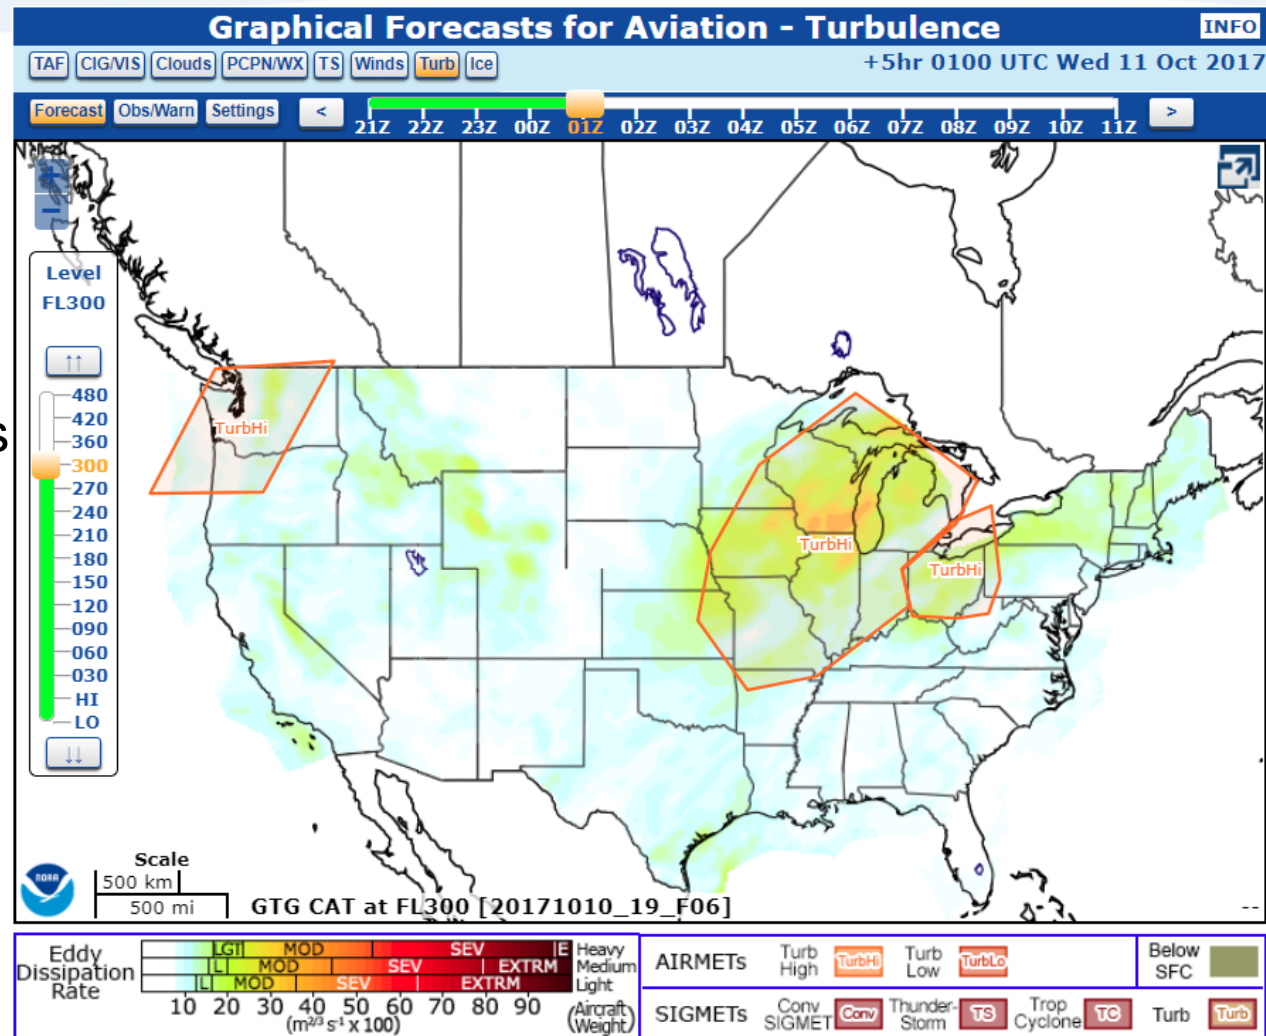 Graphical Forecasts for Aviation - Turbulence
INFO
TAF CIG/VIS Clouds PCPN/WX TS Winds Turb Ice
+5hr 0100 UTC Wed 11 Oct 2017
Forecast Obs/Warn Settings < >
21Z 22Z 23Z 00Z 01Z 02Z 03Z 04Z 05Z 06Z 07Z 08Z 09Z 10Z 11Z
+
−
Level
FL300
↑↑
480
420
360
s
300
270
240
210
180
150
120
090
060
030
HI
LO
↓↓
TurbHi
TurbHi
TurbHi
Scale
500 km
500 mi
NOAA
GTG CAT at FL300 [20171010_19_F06]
--
Eddy
Dissipation
Rate
LGT MOD SEV E Heavy
L MOD SEV EXTRM Medium
L MOD SEV EXTRM Light
10 20 30 40 50 60 70 80 90
(m²ᐟ³ s⁻¹ x 100)
(Aircraft
Weight)
AIRMETs
Turb
High
TurbHi
Turb
Low
TurbLo
Below
SFC
SIGMETs
Conv
SIGMET
Conv
Thunder-
Storm
TS
Trop
Cyclone
TC
Turb
Turb